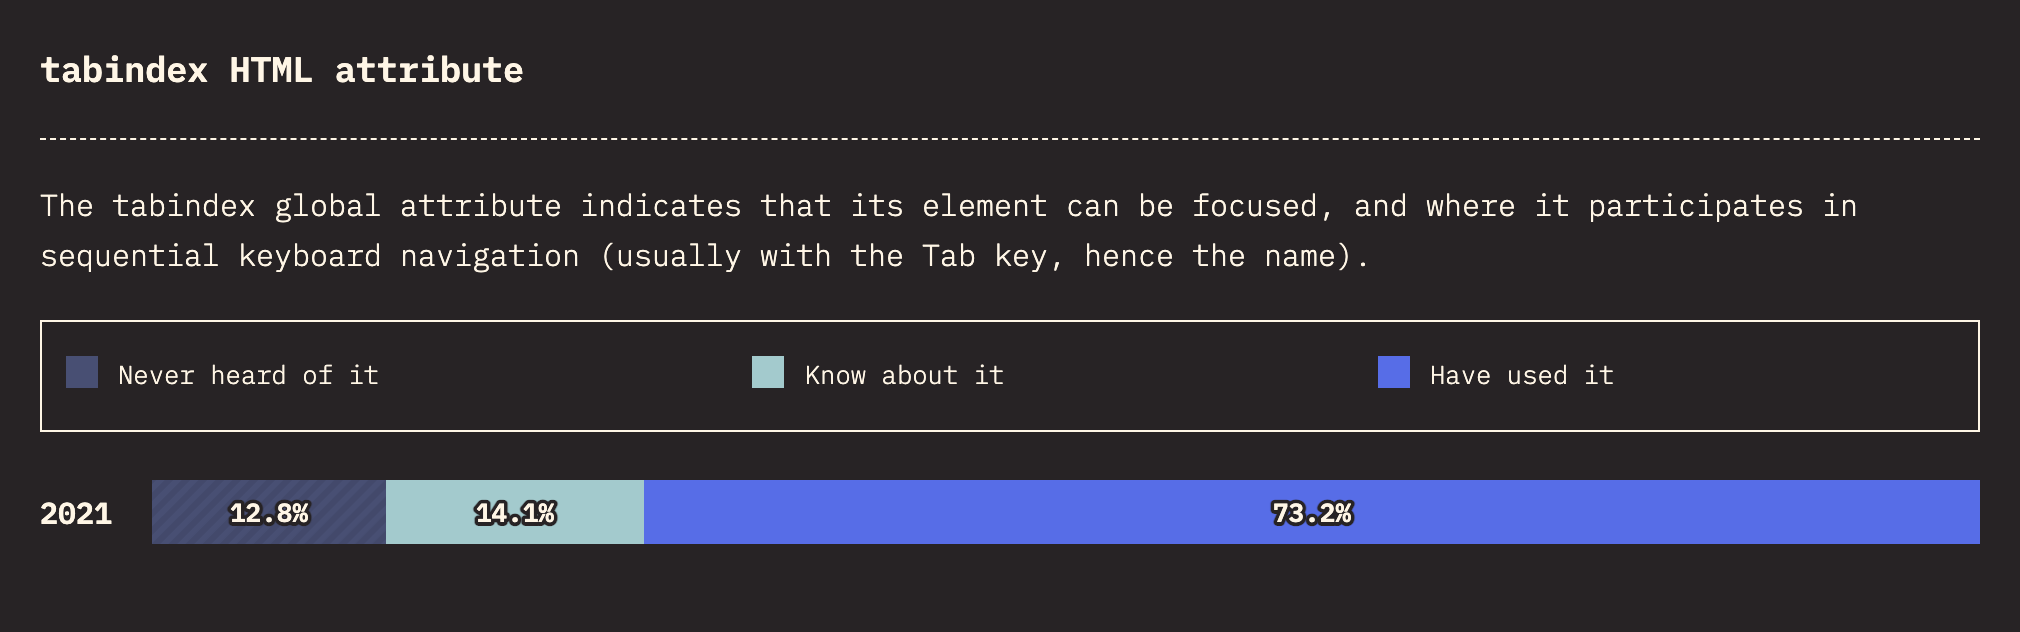 tabindex HTML attribute
The tabindex global attribute indicates that its element can be focused, and where it participates in
sequential keyboard navigation (usually with the Tab key, hence the name).
Never heard of it
Know about it
Have used it
2021
12.8%
14.1%
73.2%